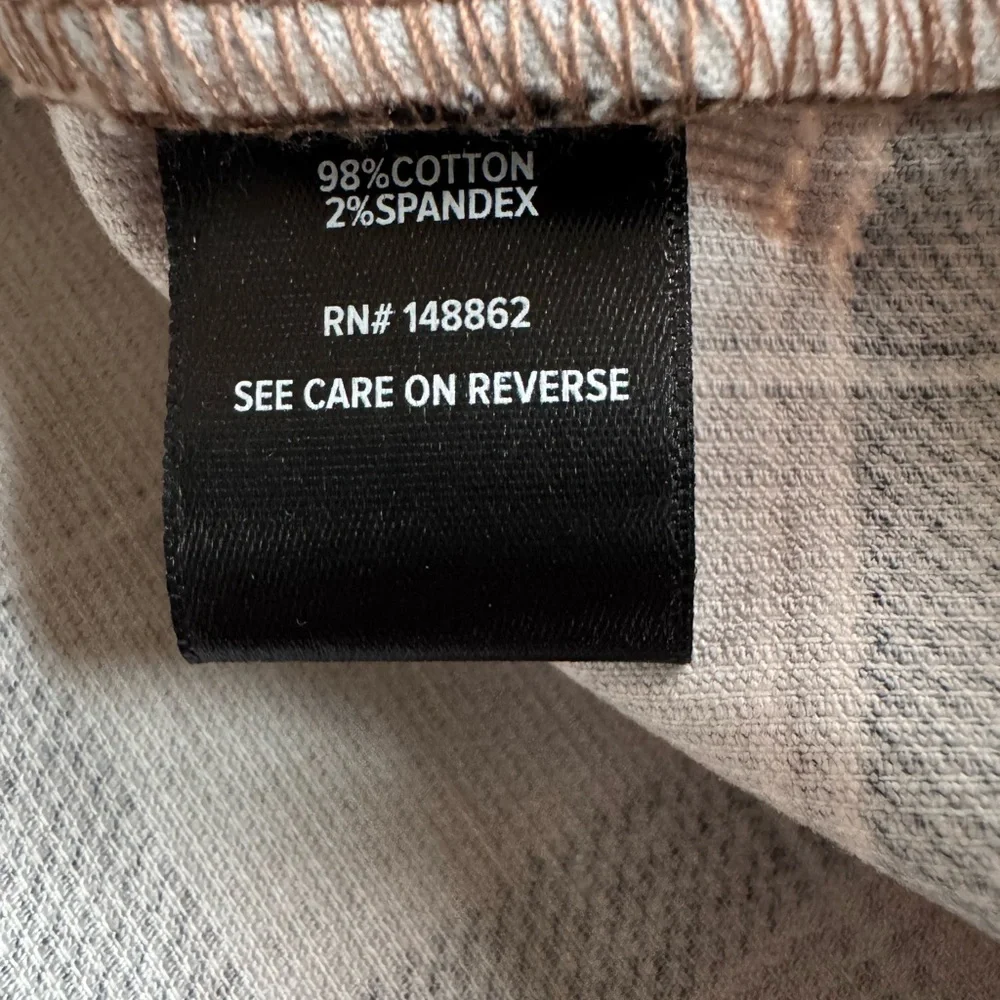 98%COTTON
2%SPANDEX
RN# 148862
SEE CARE ON REVERSE